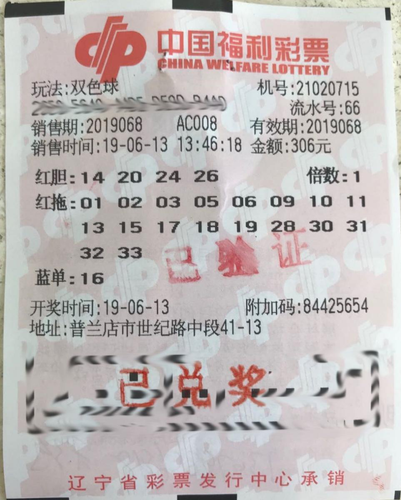 中国福利彩票
CHINA WELFARE LOTTERY
玩法:双色球 机号:21020715
流水号:66
销售期:2019068 AC008 有效期:2019068
销售时间:19-06-13 13:46:18 金额:306元
红胆:14 20 24 26 倍数:1
红拖:01 02 03 05 06 09 10 11
13 15 17 18 19 28 30 31
32 33
已验证
蓝单:16
开奖时间:19-06-13 附加码:84425654
地址:普兰店市世纪路中段41-13
已兑奖
辽宁省彩票发行中心承销